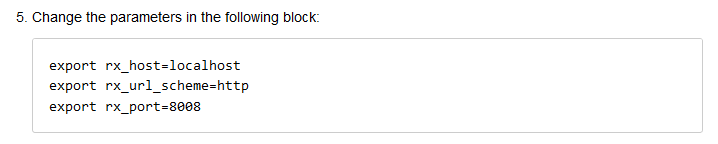 5. Change the parameters in the following block:
export rx_host=localhost
export rx_url_scheme=http
export rx_port=8008